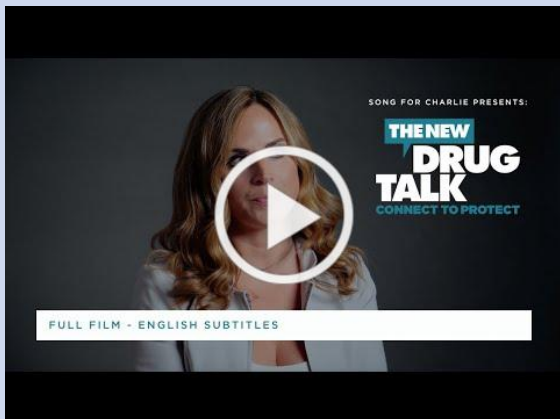 SONG FOR CHARLIE PRESENTS:
THE NEW
DRUG
TALK
CONNECT TO PROTECT
FULL FILM - ENGLISH SUBTITLES